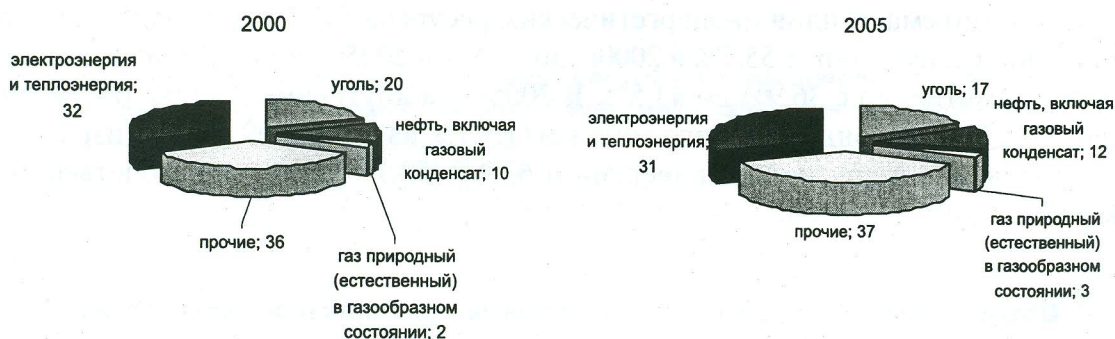 2000
электроэнергия
и теплоэнергия;
32
уголь; 20
нефть, включая
газовый
конденсат; 10
прочие; 36
газ природный
(естественный)
в газообразном
состоянии; 2
2005
электроэнергия
и теплоэнергия;
31
уголь; 17
нефть, включая
газовый
конденсат; 12
прочие; 37
газ природный
(естественный)
в газообразном
состоянии; 3